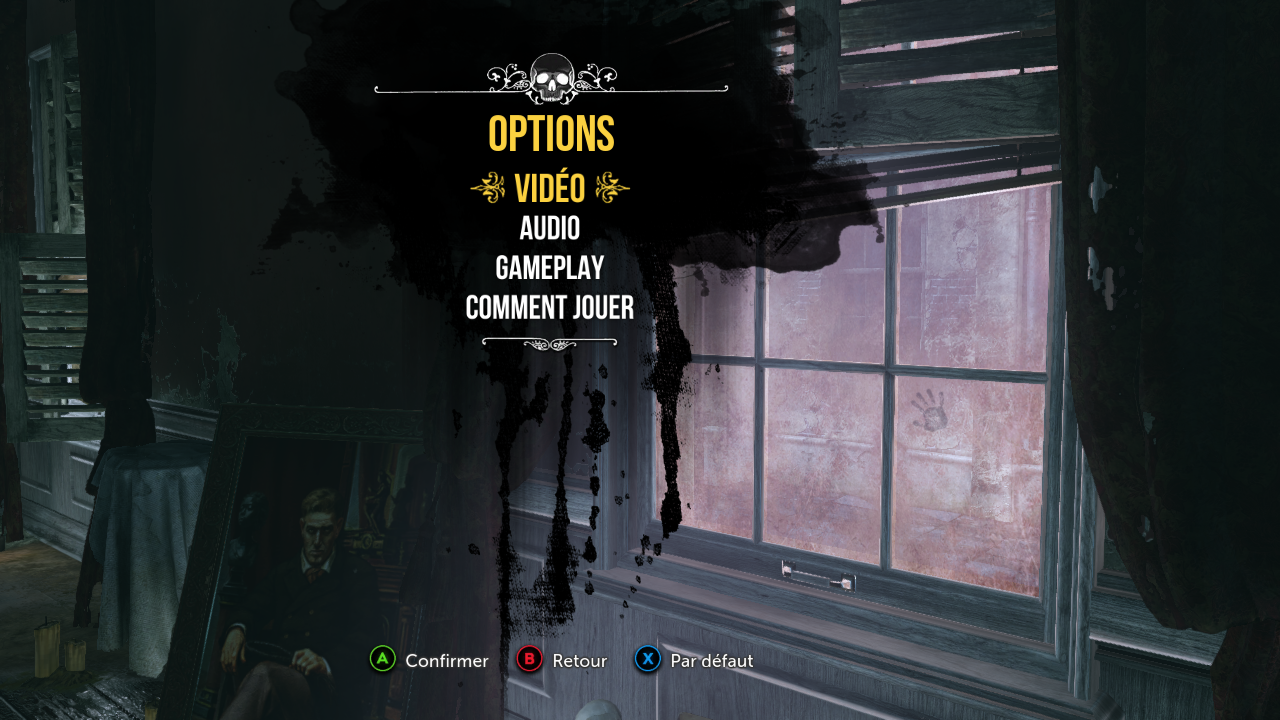 OPTIONS
VIDÉO
AUDIO
GAMEPLAY
COMMENT JOUER
A Confirmer B Retour X Par défaut